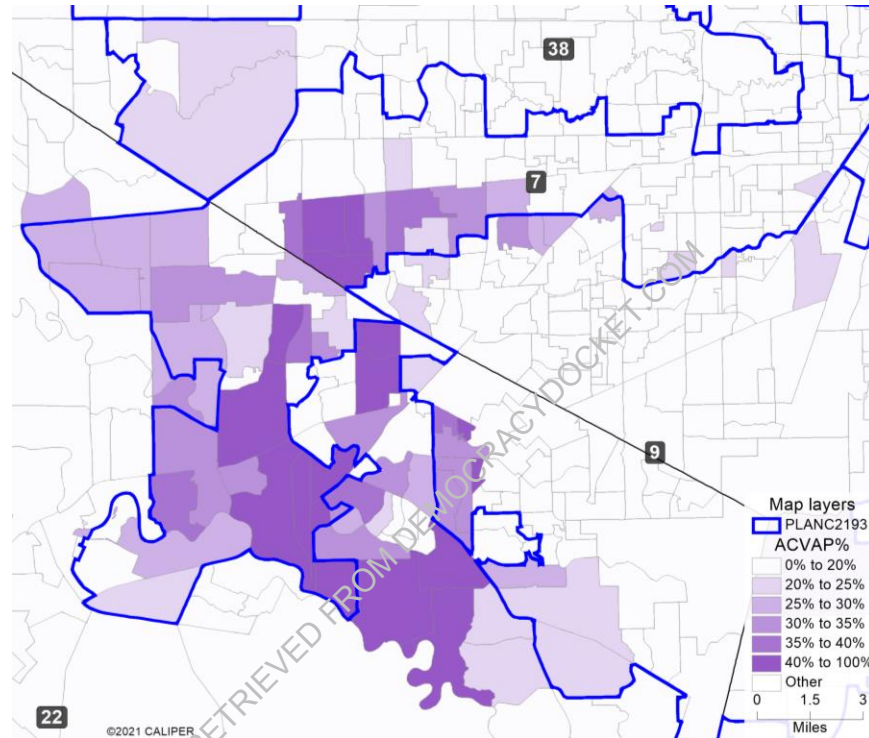 38
7
9
22
RETRIEVED FROM DEMOCRACYDOCKET.COM
Map layers
PLANC2193
ACVAP%
0% to 20%
20% to 25%
25% to 30%
30% to 35%
35% to 40%
40% to 100%
Other
0 1.5 3
Miles
©2021 CALIPER